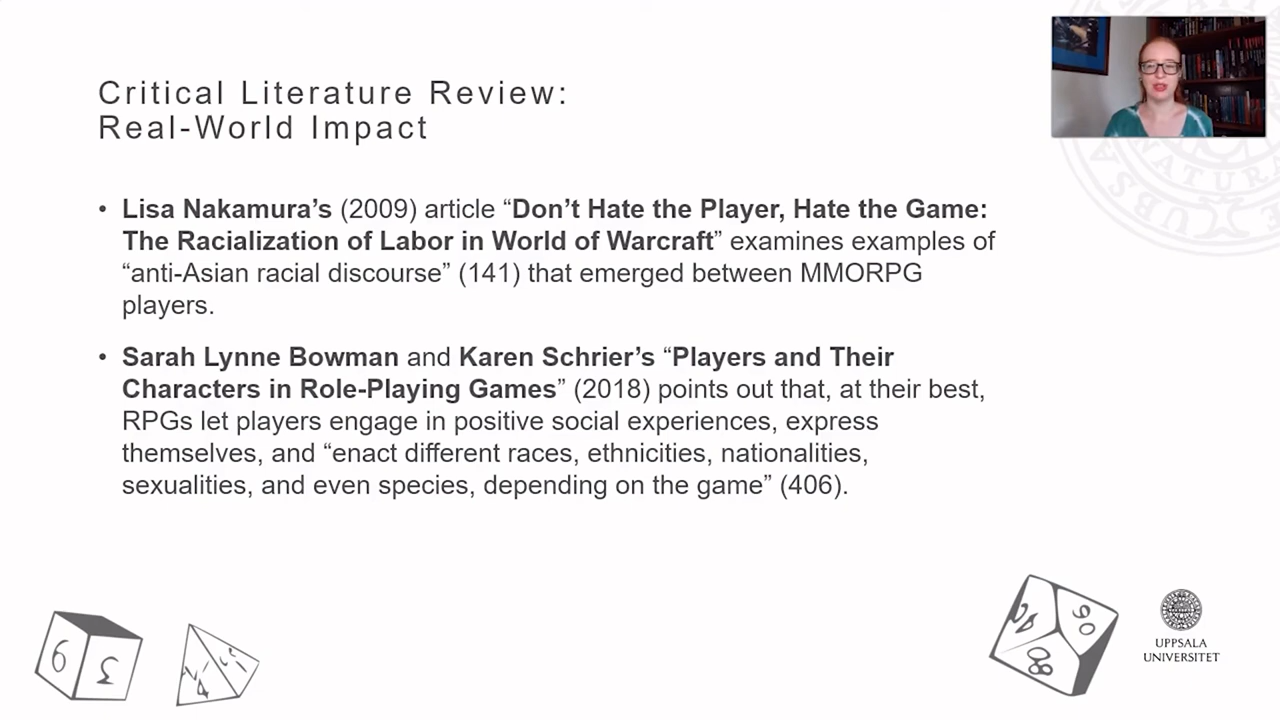 Critical Literature Review:
Real-World Impact
• Lisa Nakamura’s (2009) article “Don’t Hate the Player, Hate the Game:
The Racialization of Labor in World of Warcraft” examines examples of
“anti-Asian racial discourse” (141) that emerged between MMORPG
players.
• Sarah Lynne Bowman and Karen Schrier’s “Players and Their
Characters in Role-Playing Games” (2018) points out that, at their best,
RPGs let players engage in positive social experiences, express
themselves, and “enact different races, ethnicities, nationalities,
sexualities, and even species, depending on the game” (406).
UPPSALA
UNIVERSITET